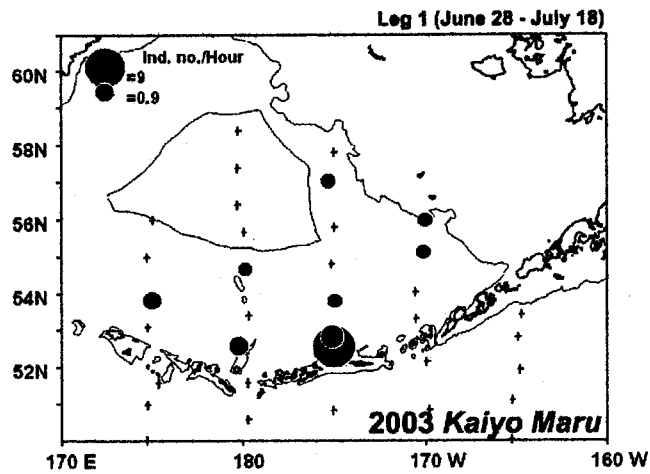 Leg 1 (June 28 - July 18)
Ind. no./Hour
=9
=0.9
60N
58N
56N
54N
52N
2003 Kaiyo Maru
170 E
180
170 W
160 W